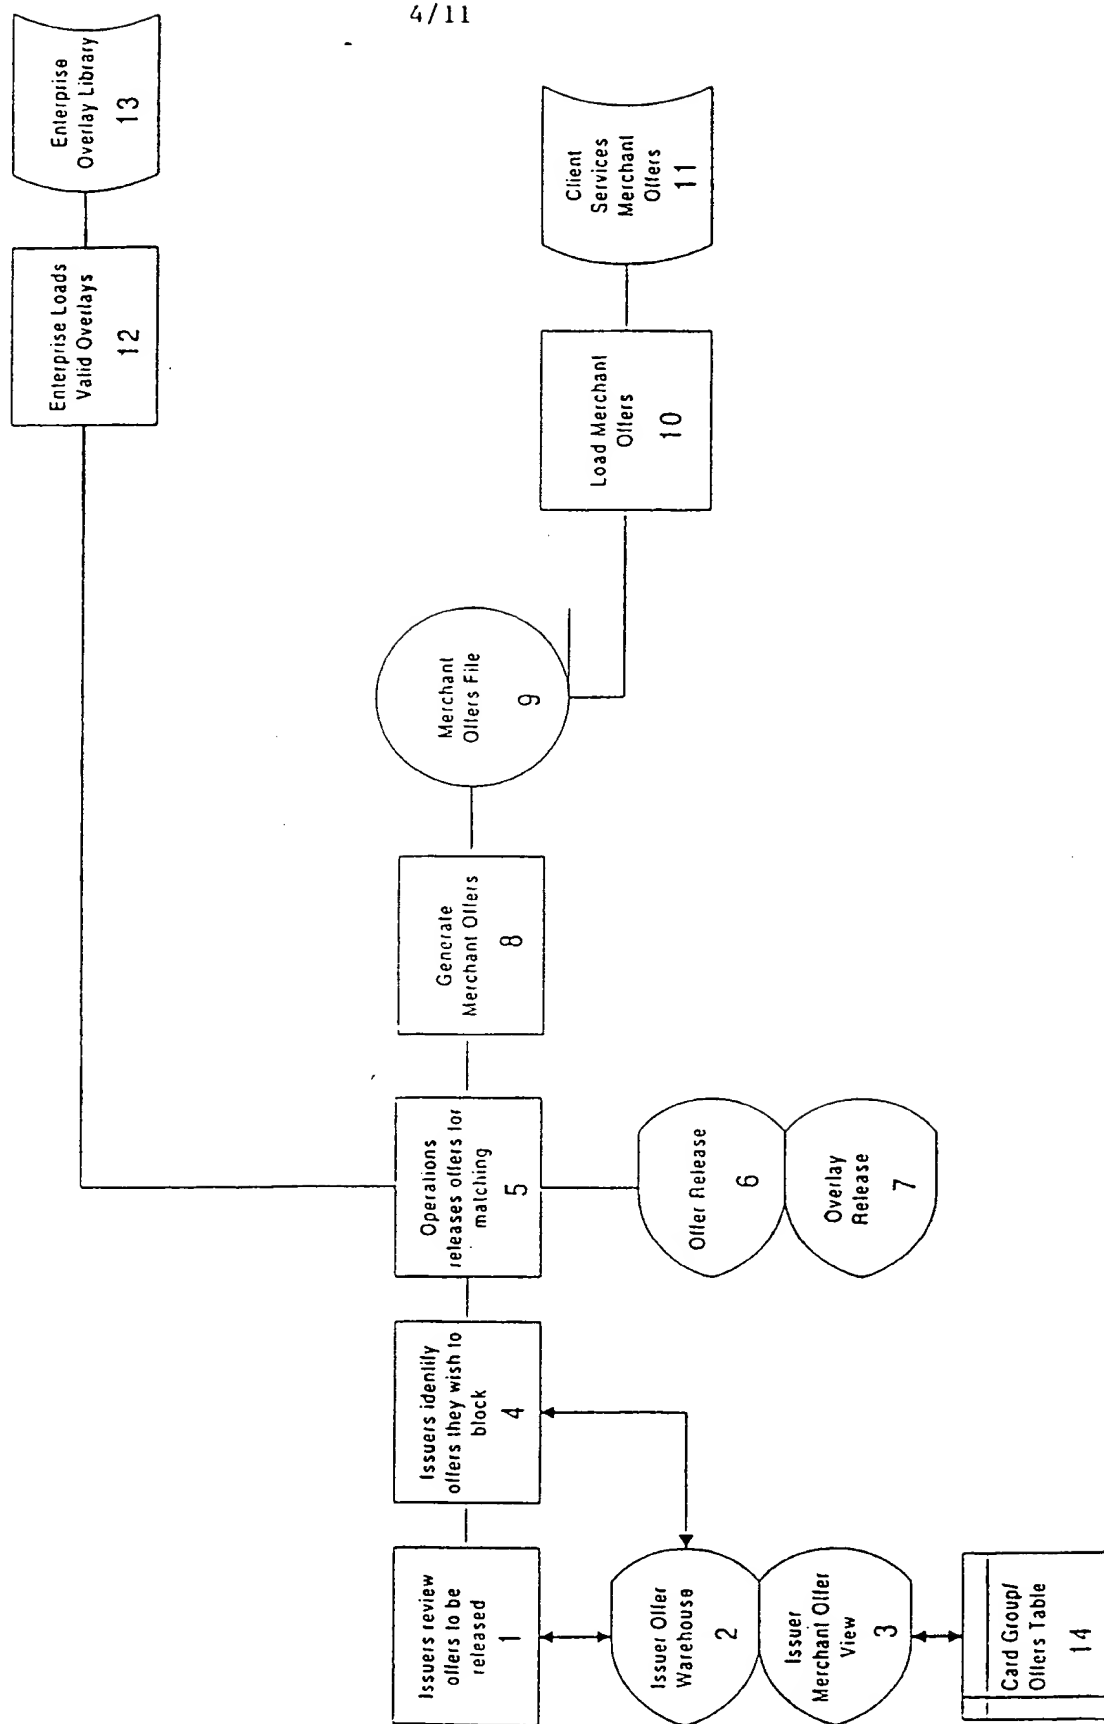 4/11
Issuers review
offers to be
released
1
Issuer Offer
Warehouse
2
Issuer
Merchant Offer
View
3
Card Group/
Offers Table
14
Issuers identify
offers they wish to
block
4
Operations
releases offers for
matching
5
Offer Release
6
Overlay
Release
7
Generate
Merchant Offers
8
Merchant
Offers File
9
Load Merchant
Offers
10
Client
Services
Merchant
Offers
11
Enterprise Loads
Valid Overlays
12
Enterprise
Overlay Library
13